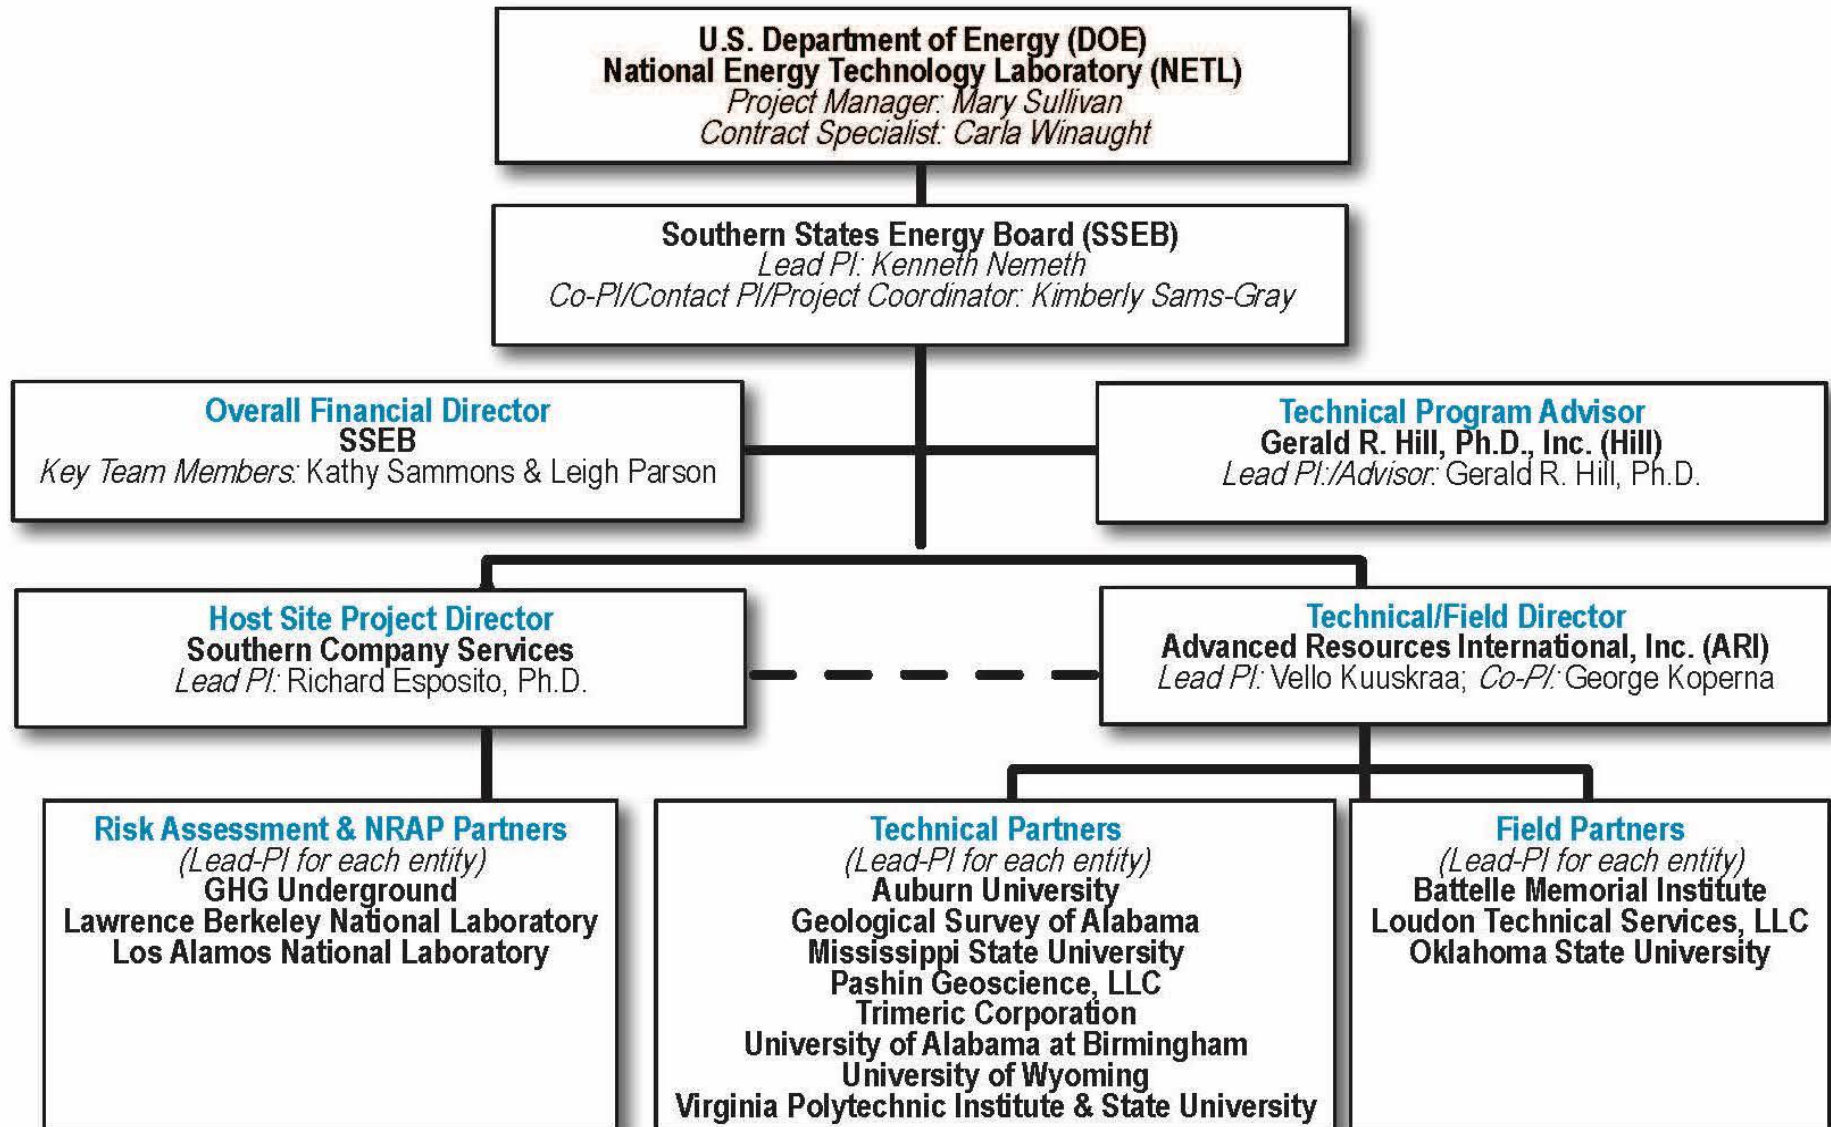 U.S. Department of Energy (DOE)
National Energy Technology Laboratory (NETL)
Project Manager: Mary Sullivan
Contract Specialist: Carla Winaught
Southern States Energy Board (SSEB)
Lead PI: Kenneth Nemeth
Co-PI/Contact PI/Project Coordinator: Kimberly Sams-Gray
Overall Financial Director
SSEB
Key Team Members: Kathy Sammons & Leigh Parson
Technical Program Advisor
Gerald R. Hill, Ph.D., Inc. (Hill)
Lead PI:/Advisor: Gerald R. Hill, Ph.D.
Host Site Project Director
Southern Company Services
Lead PI: Richard Esposito, Ph.D.
Technical/Field Director
Advanced Resources International, Inc. (ARI)
Lead PI: Vello Kuuskraa; Co-PI: George Koperna
Risk Assessment & NRAP Partners
(Lead-PI for each entity)
GHG Underground
Lawrence Berkeley National Laboratory
Los Alamos National Laboratory
Technical Partners
(Lead-PI for each entity)
Auburn University
Geological Survey of Alabama
Mississippi State University
Pashin Geoscience, LLC
Trimeric Corporation
University of Alabama at Birmingham
University of Wyoming
Virginia Polytechnic Institute & State University
Field Partners
(Lead-PI for each entity)
Battelle Memorial Institute
Loudon Technical Services, LLC
Oklahoma State University